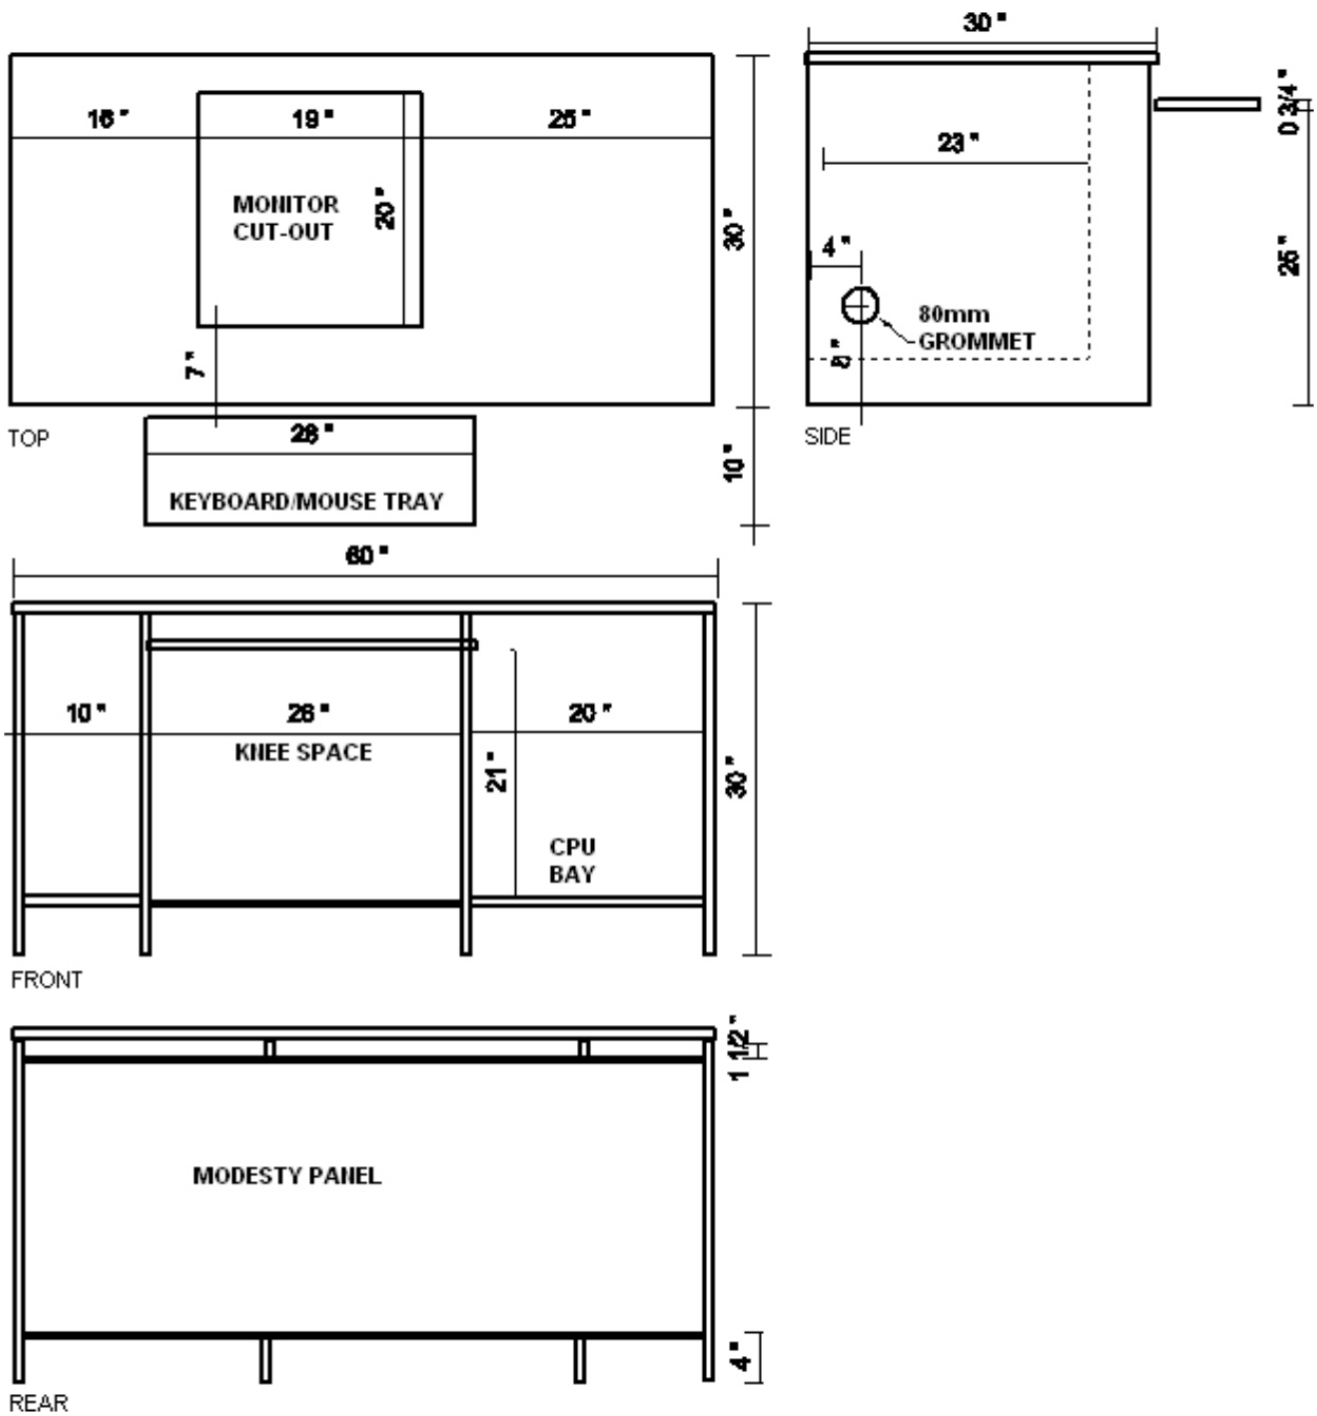 30 "
16 "
19 "
25 "
0 3/4 "
23 "
MONITOR
CUT-OUT
20 "
30 "
4 "
25 "
80mm
GROMMET
7 "
8 "
TOP
SIDE
28 "
10 "
KEYBOARD/MOUSE TRAY
60 "
10 "
26 "
20 "
KNEE SPACE
21 "
30 "
CPU
BAY
FRONT
1 1/2 "
MODESTY PANEL
4 "
REAR